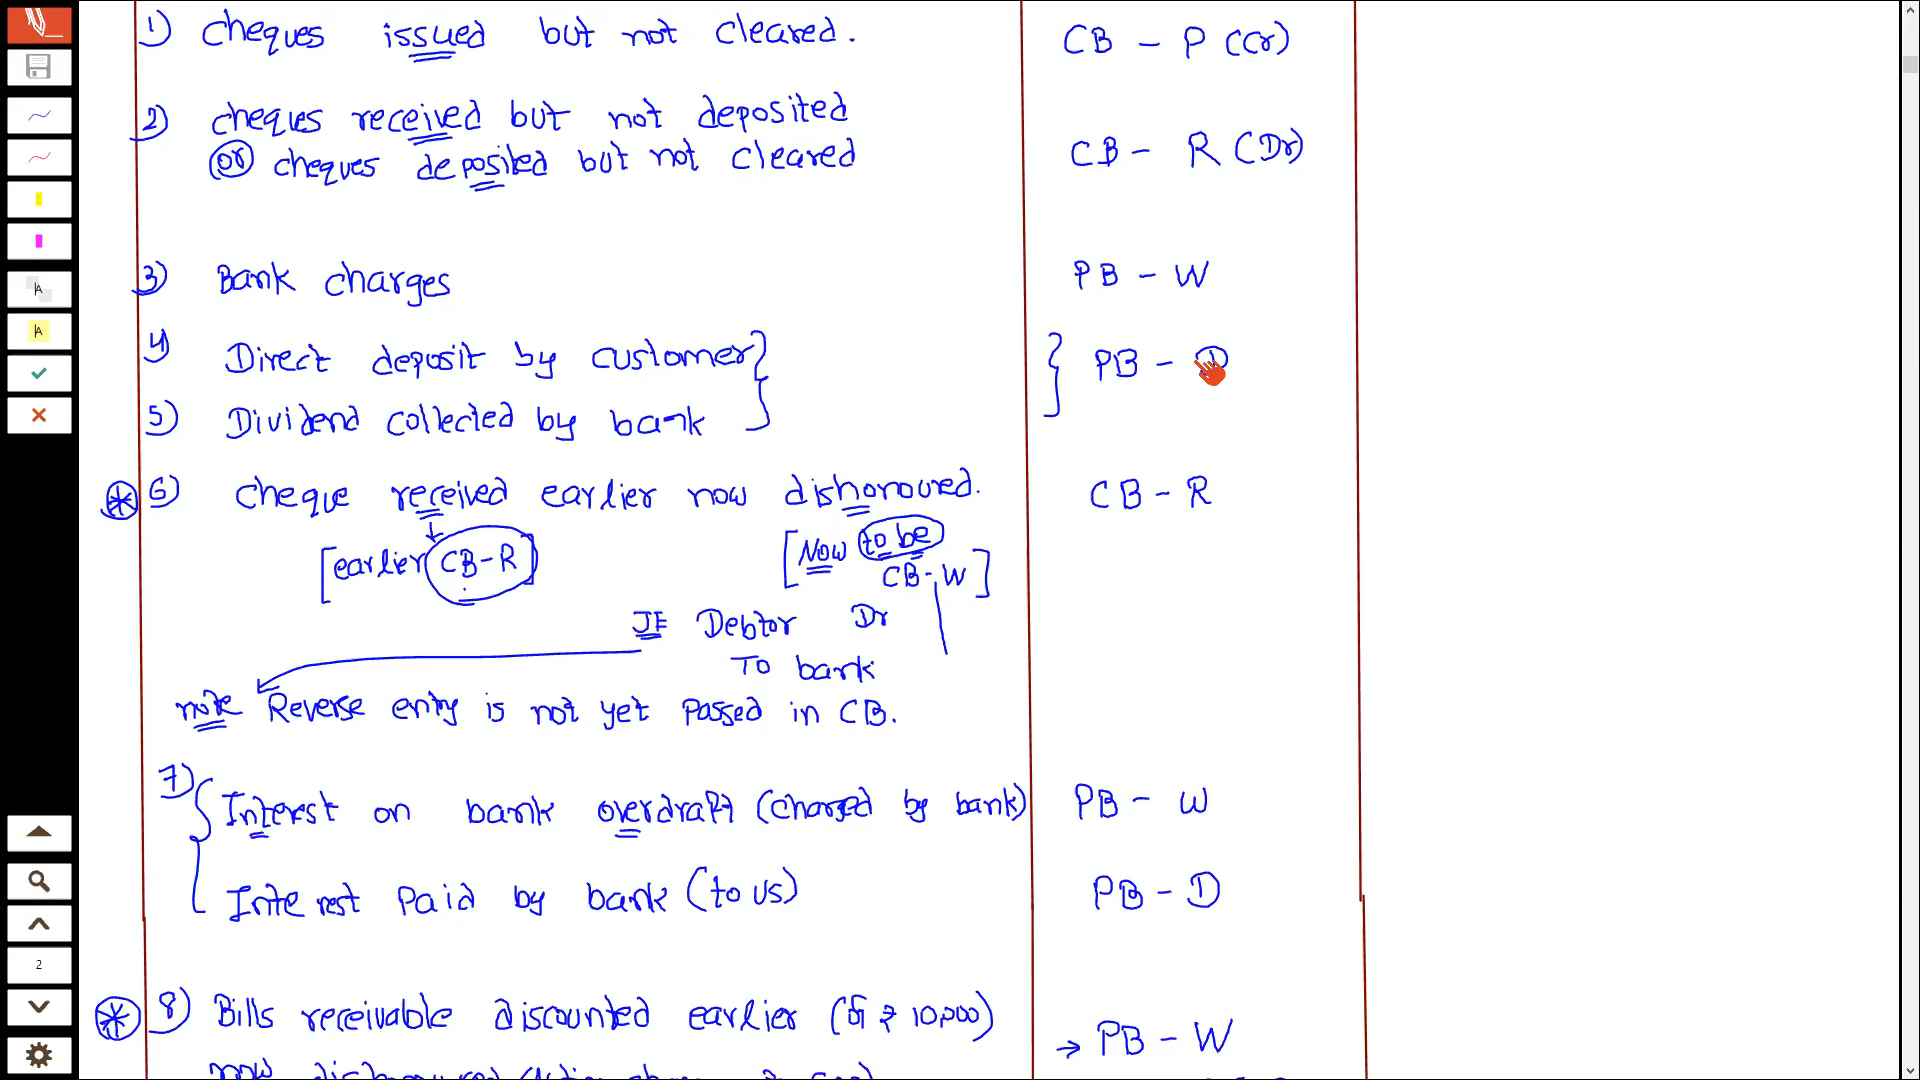 1) cheques issued but not cleared. CB - P (Cr)
2) cheques received but not deposited
(or) cheques deposited but not cleared CB - R (Dr)
3) Bank charges PB - W
4) Direct deposit by customer PB - D
5) Dividend collected by bank
6) cheque received earlier now dishonoured. CB - R
[earlier CB-R] [Now to be CB-W]
JE Debtor Dr
To bank
note Reverse entry is not yet passed in CB.
7) Interest on bank overdraft (charged by bank) PB - W
Interest paid by bank (to us) PB - D
8) Bills receivable discounted earlier ₹ 10,000) → PB - W
now
2